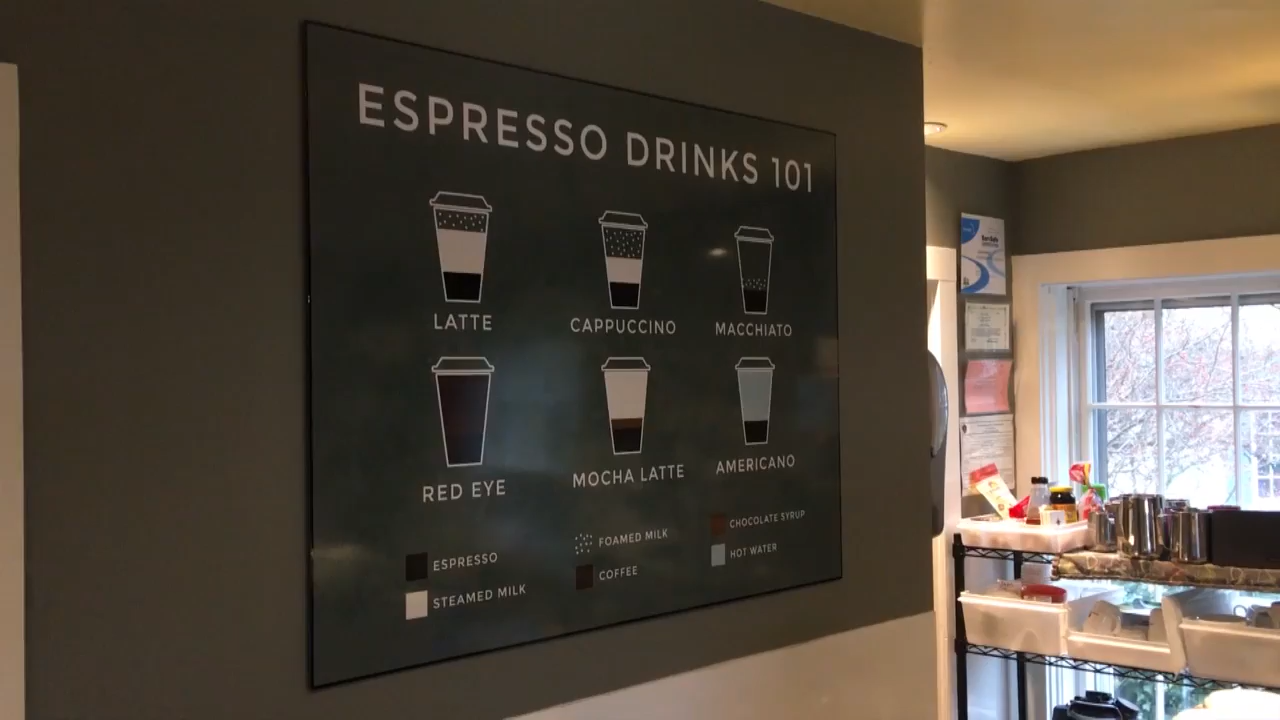 ESPRESSO DRINKS 101
LATTE
CAPPUCCINO
MACCHIATO
RED EYE
MOCHA LATTE
AMERICANO
ESPRESSO
STEAMED MILK
FOAMED MILK
COFFEE
CHOCOLATE SYRUP
HOT WATER